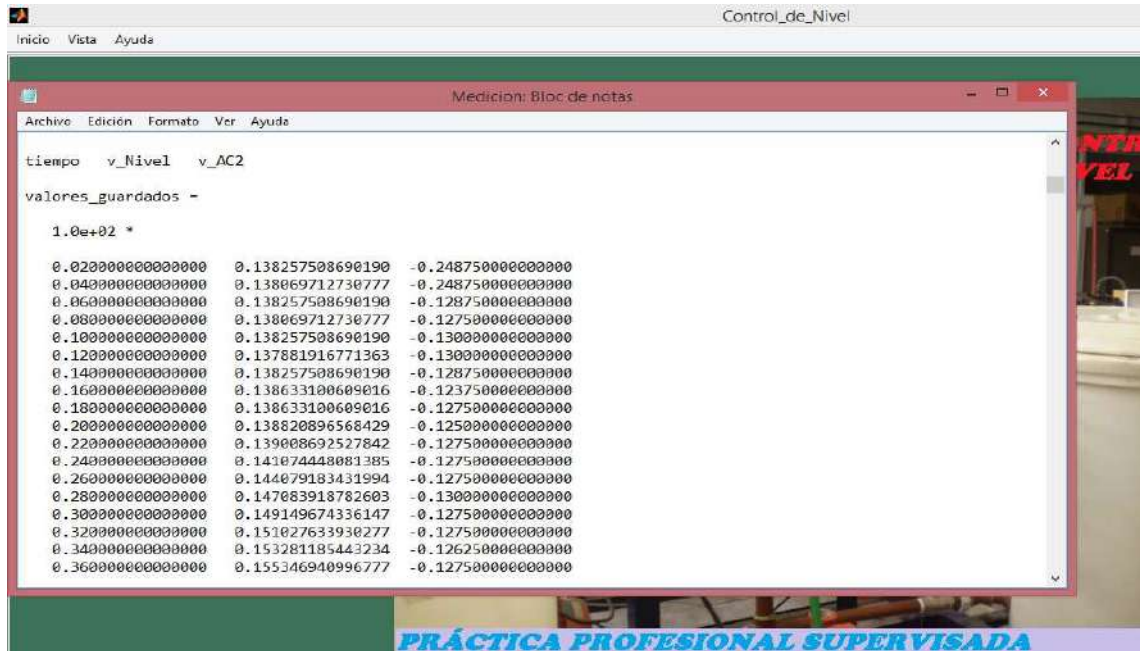 Control_de_Nivel
Inicio Vista Ayuda
Medicion: Bloc de notas
Archivo Edición Formato Ver Ayuda
tiempo v_Nivel v_AC2
valores_guardados =
1.0e+02 *
0.020000000000000 0.138257508690190 -0.248750000000000
0.040000000000000 0.138069712730777 -0.248750000000000
0.060000000000000 0.138257508690190 -0.128750000000000
0.080000000000000 0.138069712730777 -0.127500000000000
0.100000000000000 0.138257508690190 -0.130000000000000
0.120000000000000 0.137881916771363 -0.130000000000000
0.140000000000000 0.138257508690190 -0.128750000000000
0.160000000000000 0.138633100609016 -0.123750000000000
0.180000000000000 0.138633100609016 -0.127500000000000
0.200000000000000 0.138820896568429 -0.125000000000000
0.220000000000000 0.139008692527842 -0.127500000000000
0.240000000000000 0.141074448081385 -0.127500000000000
0.260000000000000 0.144079183431994 -0.127500000000000
0.280000000000000 0.147083918782603 -0.130000000000000
0.300000000000000 0.149149674336147 -0.127500000000000
0.320000000000000 0.151027633930277 -0.127500000000000
0.340000000000000 0.153281185443234 -0.126250000000000
0.360000000000000 0.155346940996777 -0.127500000000000
NTR
VEL
PRÁCTICA PROFESIONAL SUPERVISADA